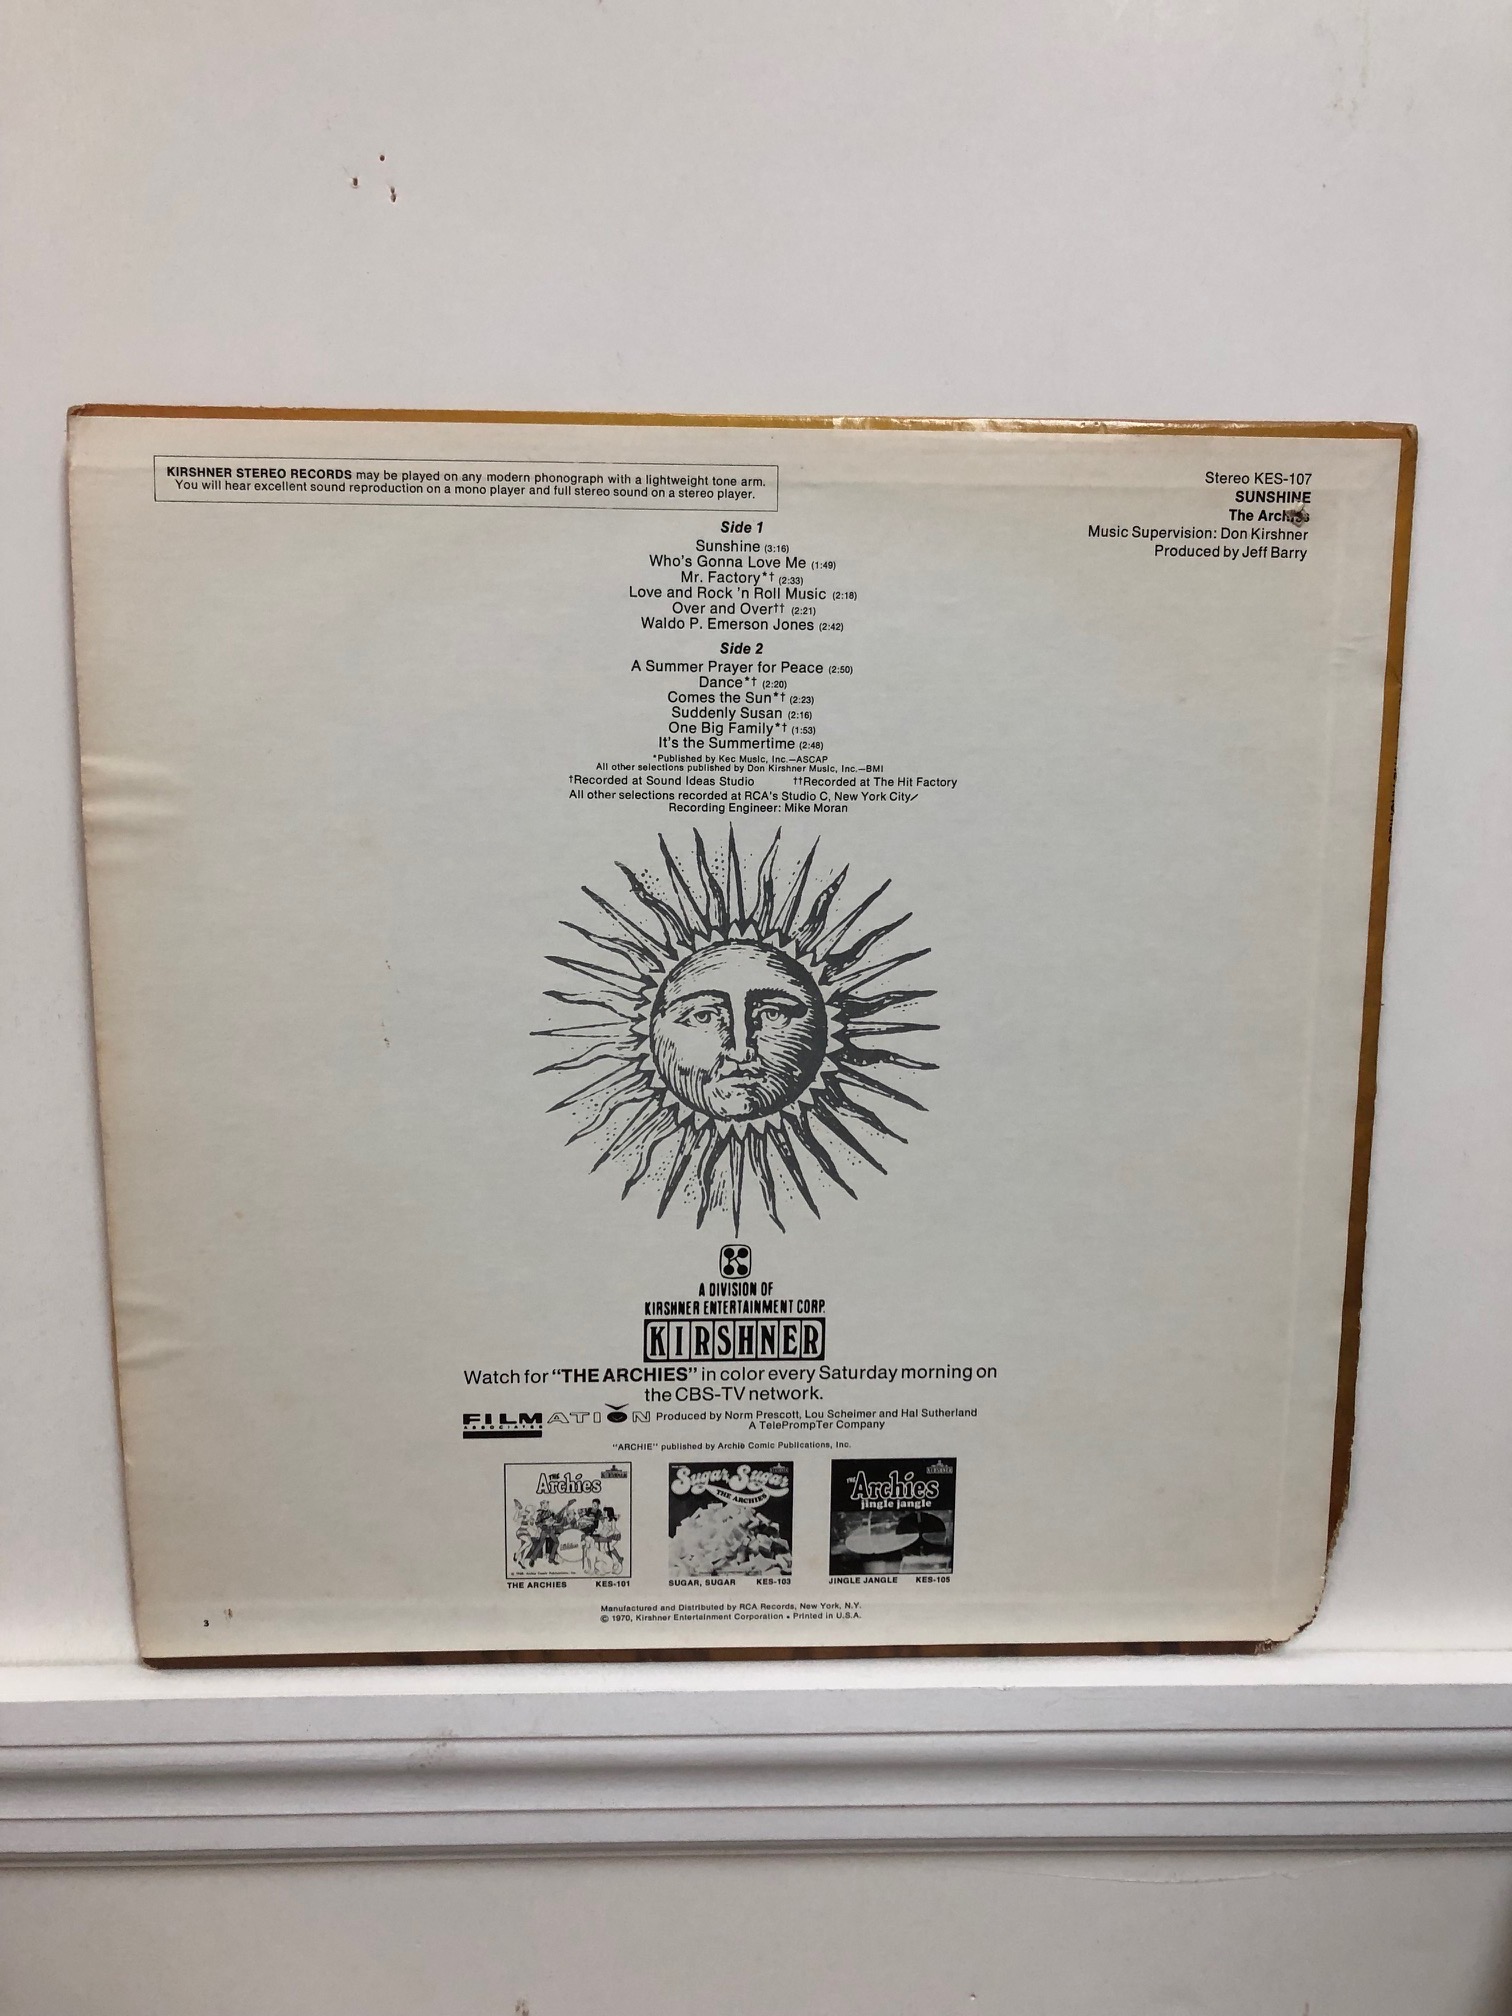 KIRSHNER STEREO RECORDS may be played on any modern phonograph with a lightweight tone arm.
You will hear excellent sound reproduction on a mono player and full stereo sound on a stereo player.
Stereo KES-107
SUNSHINE
The Archies
Music Supervision: Don Kirshner
Produced by Jeff Barry
Side 1
Sunshine (3:16)
Who's Gonna Love Me (1:49)
Mr. Factory*† (2:33)
Love and Rock 'n Roll Music (2:18)
Over and Over†† (2:21)
Waldo P. Emerson Jones (2:42)
Side 2
A Summer Prayer for Peace (2:50)
Dance*† (2:20)
Comes the Sun*† (2:23)
Suddenly Susan (2:16)
One Big Family*† (1:53)
It's the Summertime (2:48)
*Published by Kec Music, Inc.—ASCAP
All other selections published by Don Kirshner Music, Inc.—BMI
†Recorded at Sound Ideas Studio ††Recorded at The Hit Factory
All other selections recorded at RCA's Studio C, New York City/
Recording Engineer: Mike Moran
K
A DIVISION OF
KIRSHNER ENTERTAINMENT CORP.
KIRSHNER
Watch for "THE ARCHIES" in color every Saturday morning on
the CBS-TV network.
FILMATION
ASSOCIATES
Produced by Norm Prescott, Lou Scheimer and Hal Sutherland
A TelePrompTer Company
"ARCHIE" published by Archie Comic Publications, Inc.
THE Archies
Sugar, Sugar
THE ARCHIES
THE Archies
jingle jangle
THE ARCHIES KES-101
SUGAR, SUGAR KES-103
JINGLE JANGLE KES-105
Manufactured and Distributed by RCA Records, New York, N.Y.
© 1970, Kirshner Entertainment Corporation • Printed in U.S.A.
3